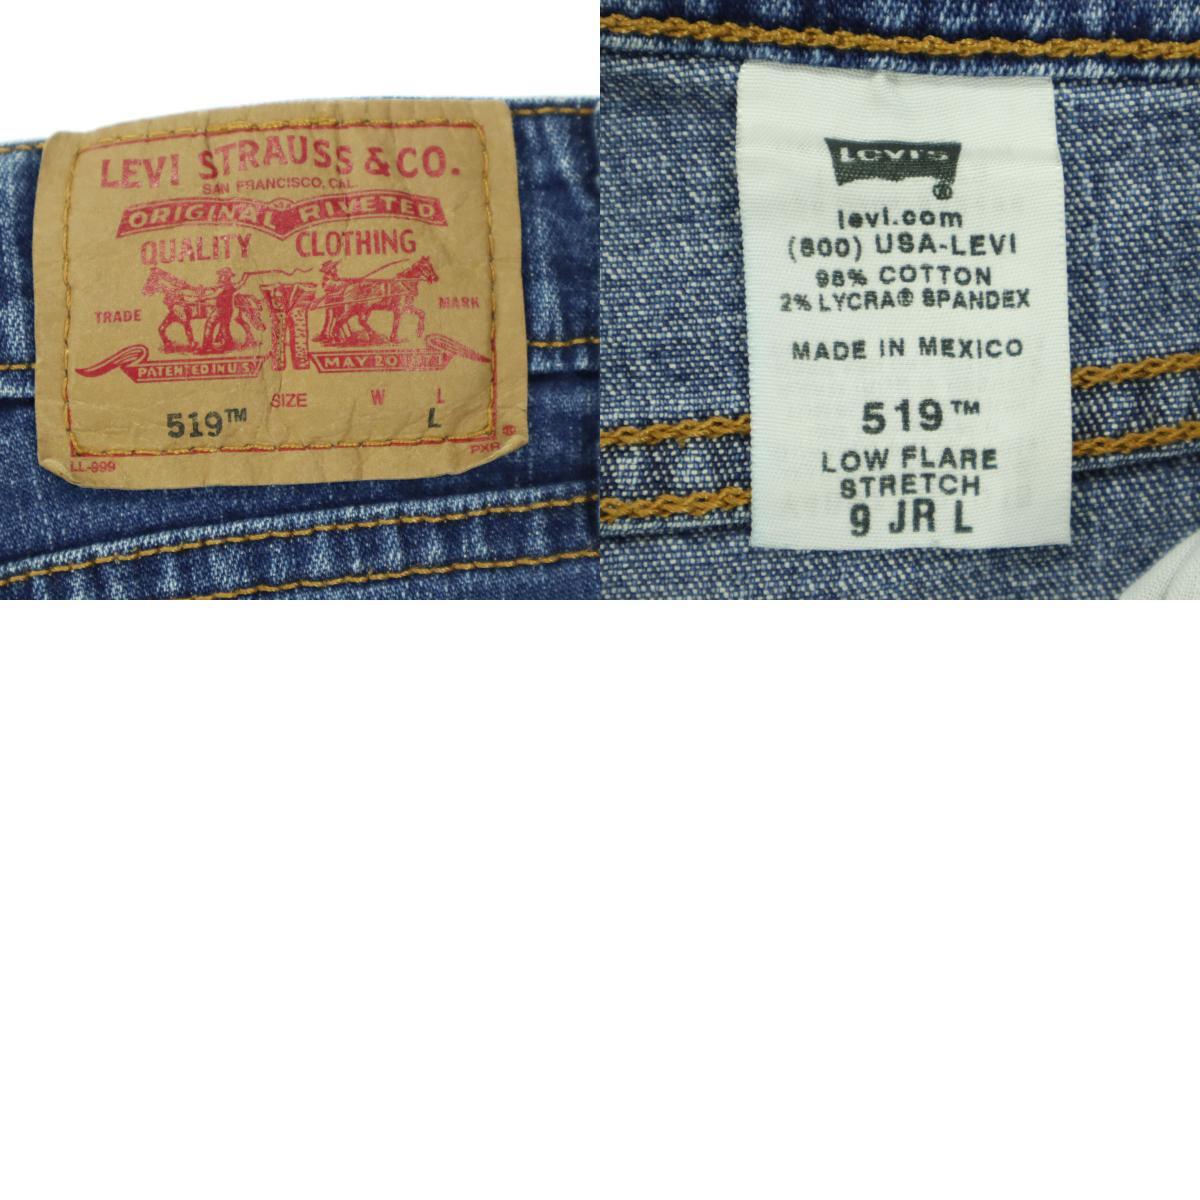 LEVI STRAUSS & CO.
SAN FRANCISCO, CAL.
ORIGINAL RIVETED
QUALITY CLOTHING
TRADE MARK
PATENTED IN U.S. MAY 20 1873
SIZE W L
519™ L
LL-999 PXR ®
Levi's
®
levi.com
(800) USA-LEVI
98% COTTON
2% LYCRA® SPANDEX
MADE IN MEXICO
519™
LOW FLARE
STRETCH
9 JR L